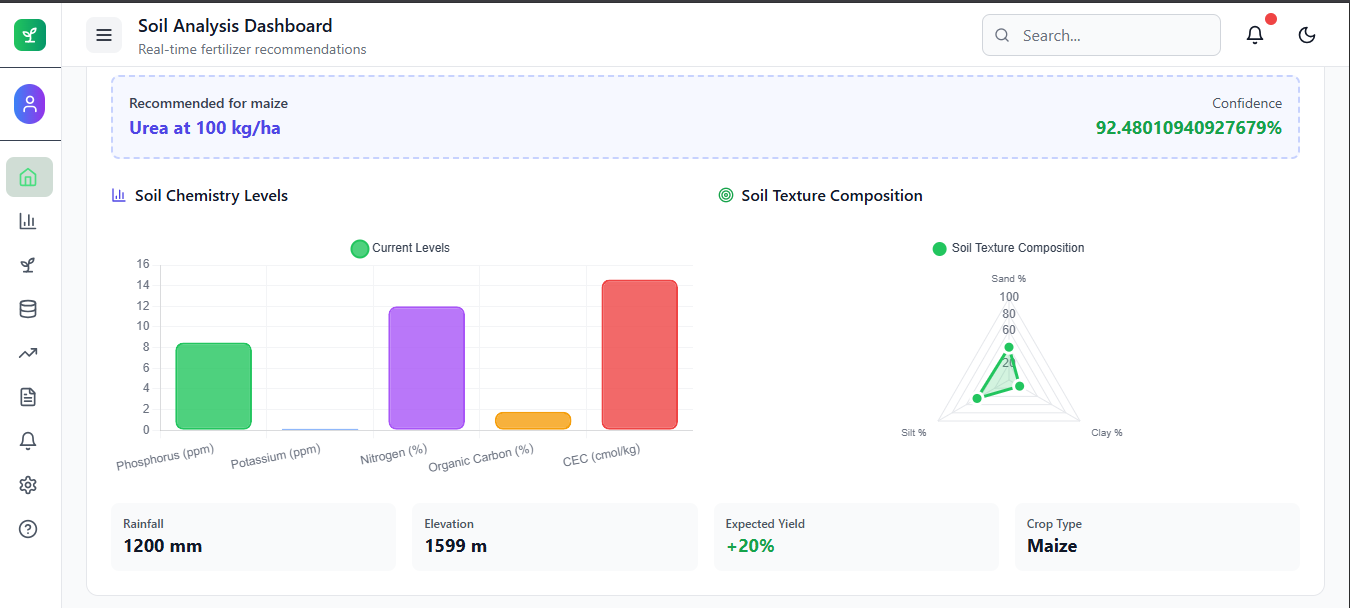 Soil Analysis Dashboard
Real-time fertilizer recommendations
Search...
Recommended for maize
Urea at 100 kg/ha
Confidence
92.48010940927679%
Soil Chemistry Levels
Current Levels
16
14
12
10
8
6
4
2
0
Phosphorus (ppm)
Potassium (ppm)
Nitrogen (%)
Organic Carbon (%)
CEC (cmol/kg)
Soil Texture Composition
Soil Texture Composition
Sand %
100
80
60
20
Silt %
Clay %
Rainfall
1200 mm
Elevation
1599 m
Expected Yield
+20%
Crop Type
Maize